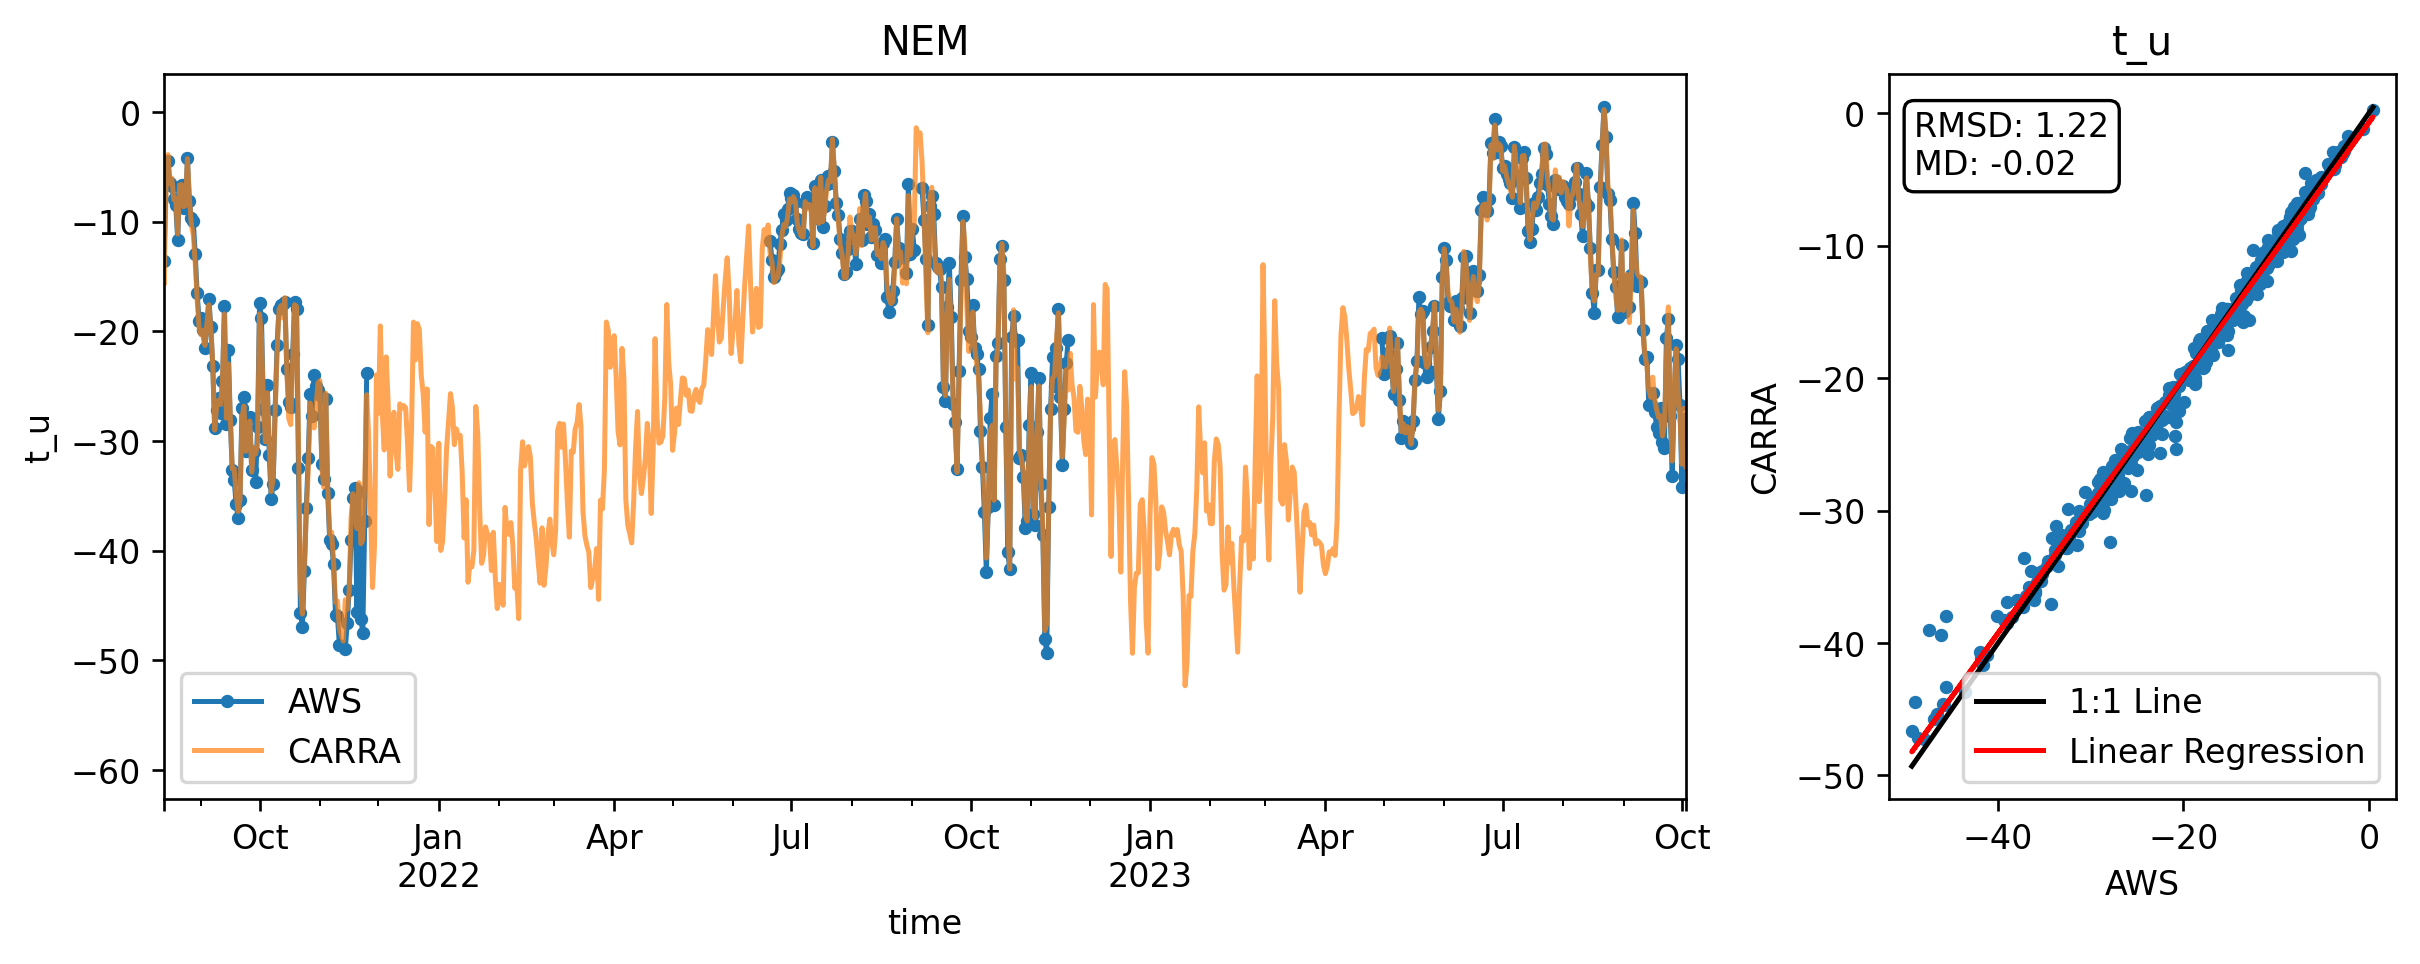 NEM
t_u
0
−10
−20
−30
−40
−50
−60
t_u
AWS
CARRA
Oct
Jan
2022
Apr
Jul
Oct
Jan
2023
Apr
Jul
Oct
time
t_u
RMSD: 1.22
MD: -0.02
0
−10
−20
−30
−40
−50
CARRA
1:1 Line
Linear Regression
−40
−20
0
AWS